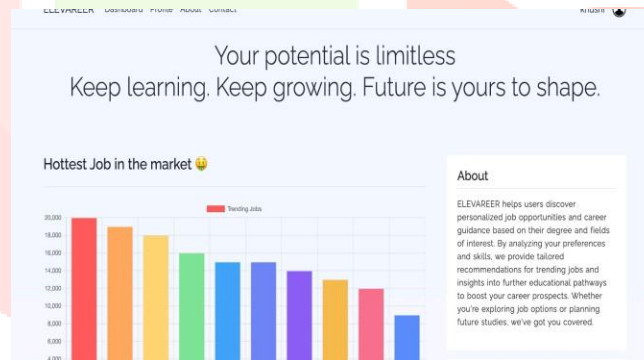 ELEVAREER Dashboard Profile About Contact
Khushi
Your potential is limitless
Keep learning. Keep growing. Future is yours to shape.
Hottest Job in the market 🤑
Trending Jobs
20,000
18,000
16,000
14,000
12,000
10,000
8,000
6,000
4,000
About
ELEVAREER helps users discover
personalized job opportunities and career
guidance based on their degree and fields
of interest. By analyzing your preferences
and skills, we provide tailored
recommendations for trending jobs and
insights into further educational pathways
to boost your career prospects. Whether
you're exploring job options or planning
future studies, we've got you covered.